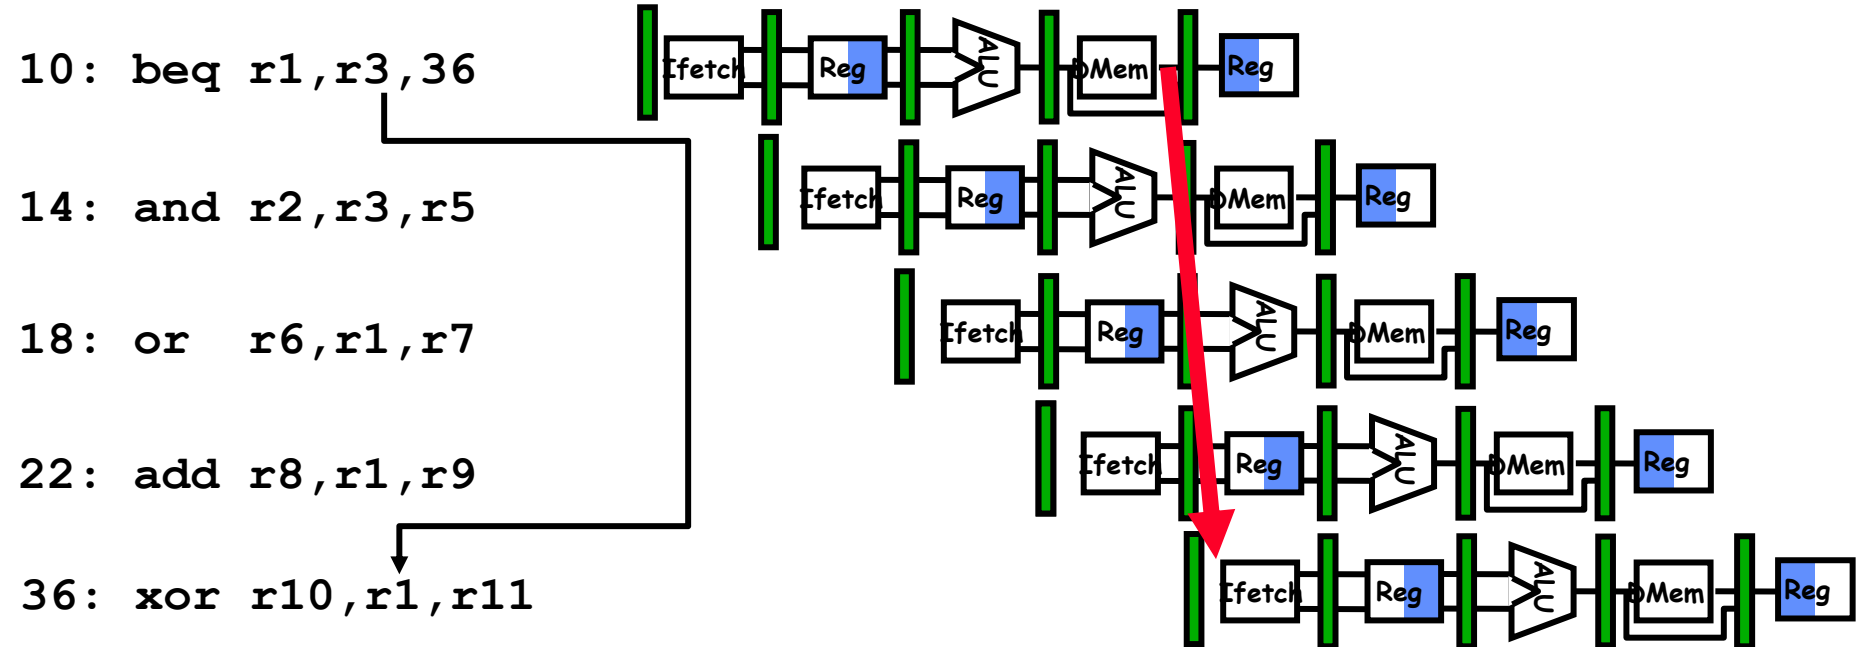 10: beq r1,r3,36 Ifetch Reg ALU DMem Reg
14: and r2,r3,r5 Ifetch Reg ALU DMem Reg
18: or  r6,r1,r7 Ifetch Reg ALU DMem Reg
22: add r8,r1,r9 Ifetch Reg ALU DMem Reg
36: xor r10,r1,r11 Ifetch Reg ALU DMem Reg